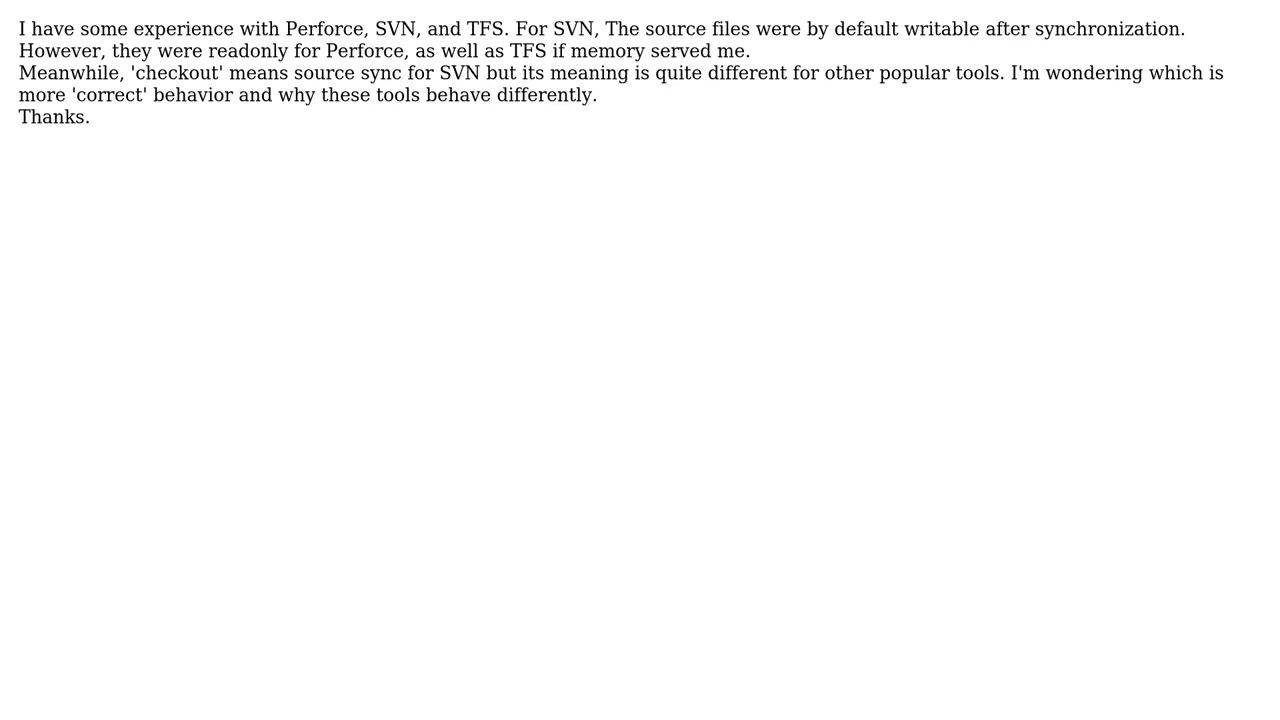 I have some experience with Perforce, SVN, and TFS. For SVN, The source files were by default writable after synchronization.
However, they were readonly for Perforce, as well as TFS if memory served me.
Meanwhile, 'checkout' means source sync for SVN but its meaning is quite different for other popular tools. I'm wondering which is
more 'correct' behavior and why these tools behave differently.
Thanks.